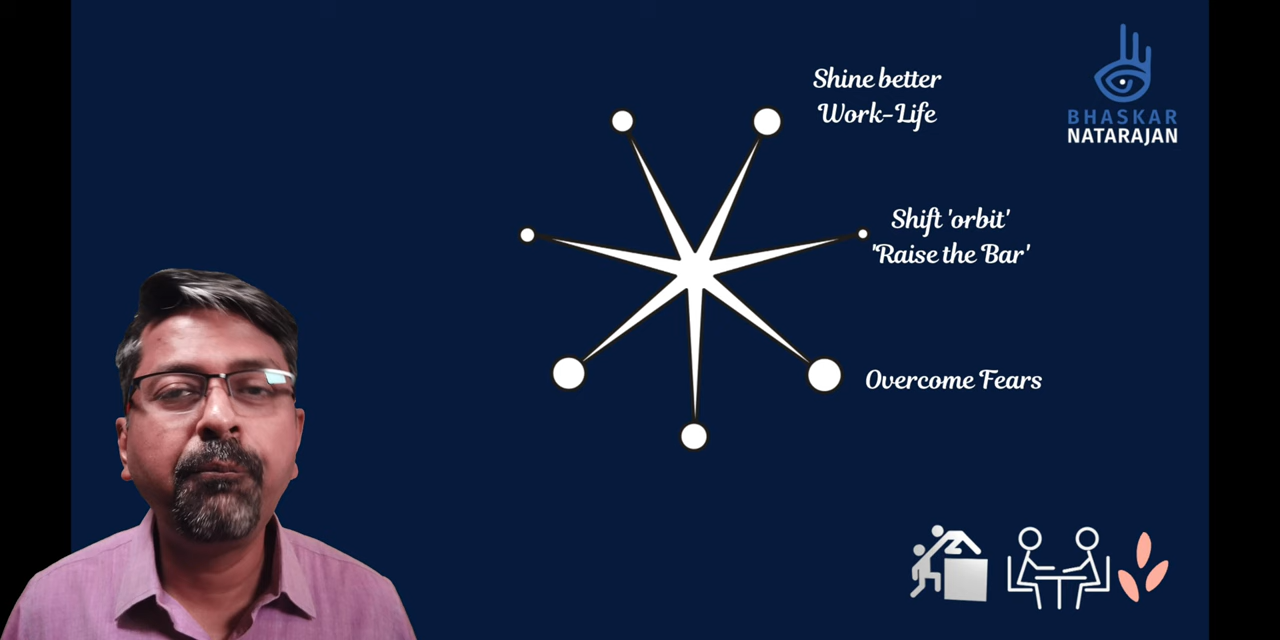 Shine better
Work-Life
BHASKAR
NATARAJAN
Shift 'orbit'
'Raise the Bar'
Overcome Fears